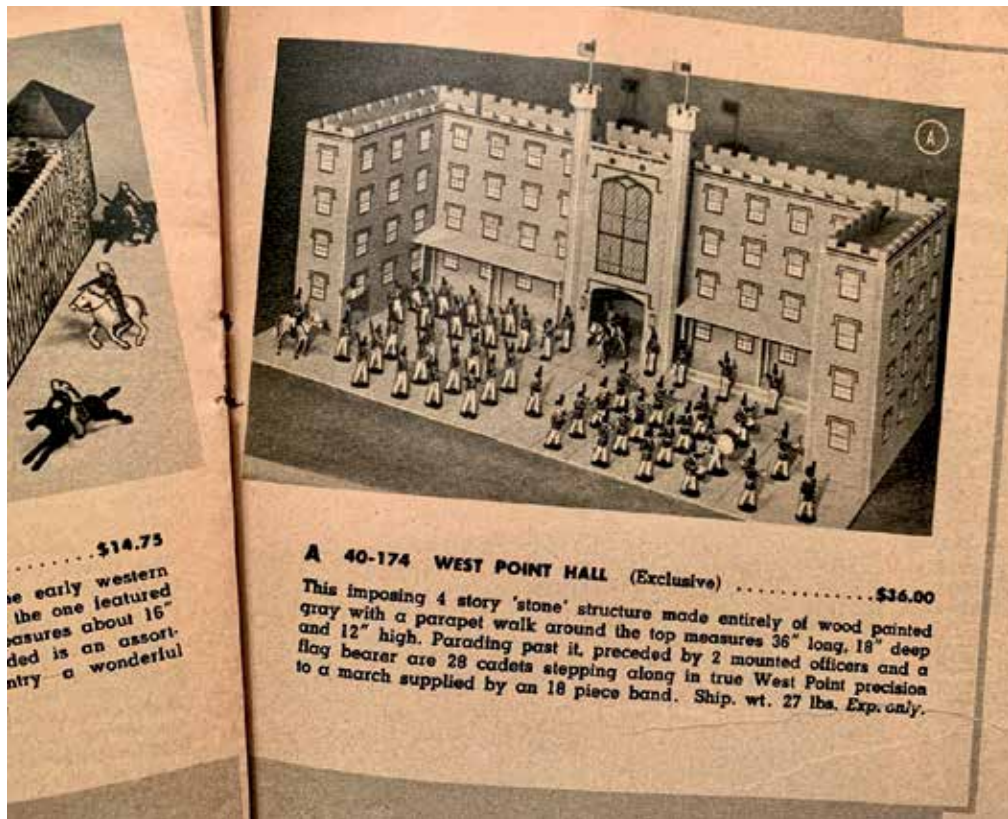 .......$14.75
e early western
the one featured
asures about 16"
ded is an assort-
ntry a wonderful
A
A 40-174 WEST POINT HALL (Exclusive) .............$36.00
This imposing 4 story 'stone' structure made entirely of wood painted
gray with a parapet walk around the top measures 36" long, 18" deep
and 12" high. Parading past it, preceded by 2 mounted officers and a
flag bearer are 28 cadets stepping along in true West Point precision
to a march supplied by an 18 piece band. Ship. wt. 27 lbs. Exp. only.